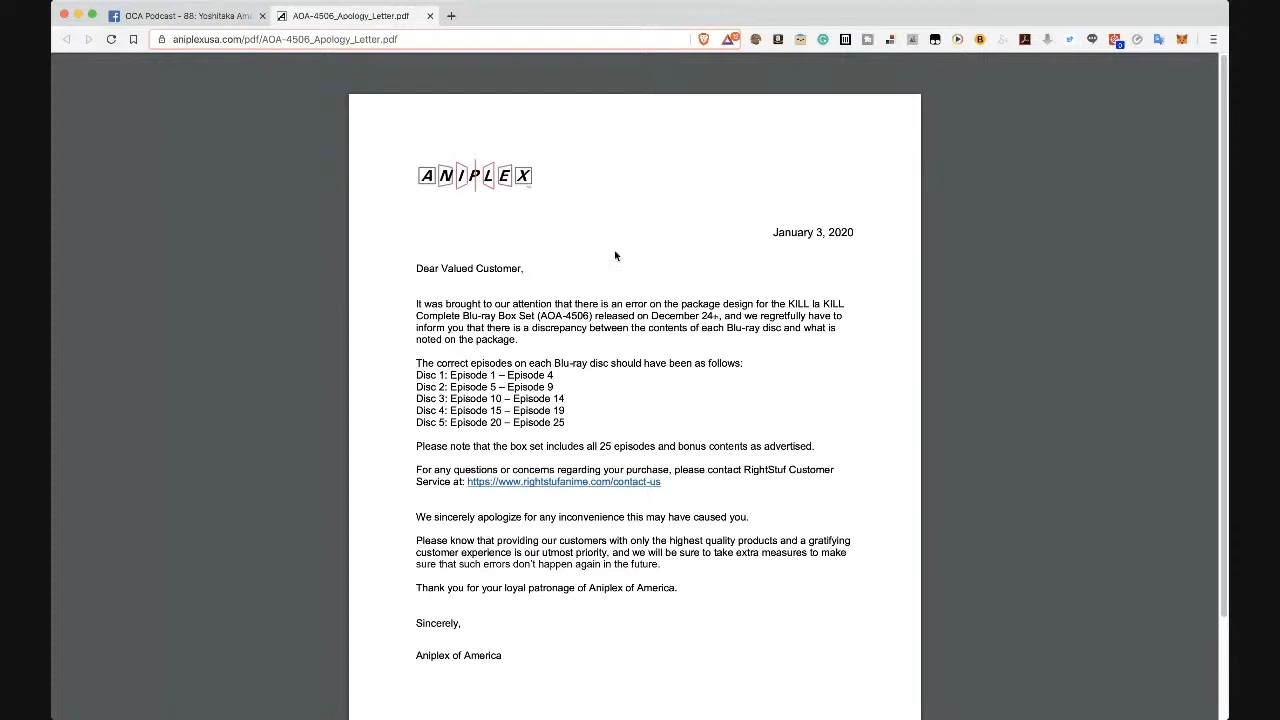 OCA Podcast - 88: Yoshitaka Am
AOA-4506_Apology_Letter.pdf
aniplexusa.com/pdf/AOA-4506_Apology_Letter.pdf
ANIPLEX
January 3, 2020
Dear Valued Customer,
It was brought to our attention that there is an error on the package design for the KILL la KILL
Complete Blu-ray Box Set (AOA-4506) released on December 24th, and we regretfully have to
inform you that there is a discrepancy between the contents of each Blu-ray disc and what is
noted on the package.
The correct episodes on each Blu-ray disc should have been as follows:
Disc 1: Episode 1 – Episode 4
Disc 2: Episode 5 – Episode 9
Disc 3: Episode 10 – Episode 14
Disc 4: Episode 15 – Episode 19
Disc 5: Episode 20 – Episode 25
Please note that the box set includes all 25 episodes and bonus contents as advertised.
For any questions or concerns regarding your purchase, please contact RightStuf Customer
Service at: https://www.rightstufanime.com/contact-us
We sincerely apologize for any inconvenience this may have caused you.
Please know that providing our customers with only the highest quality products and a gratifying
customer experience is our utmost priority, and we will be sure to take extra measures to make
sure that such errors don't happen again in the future.
Thank you for your loyal patronage of Aniplex of America.
Sincerely,
Aniplex of America